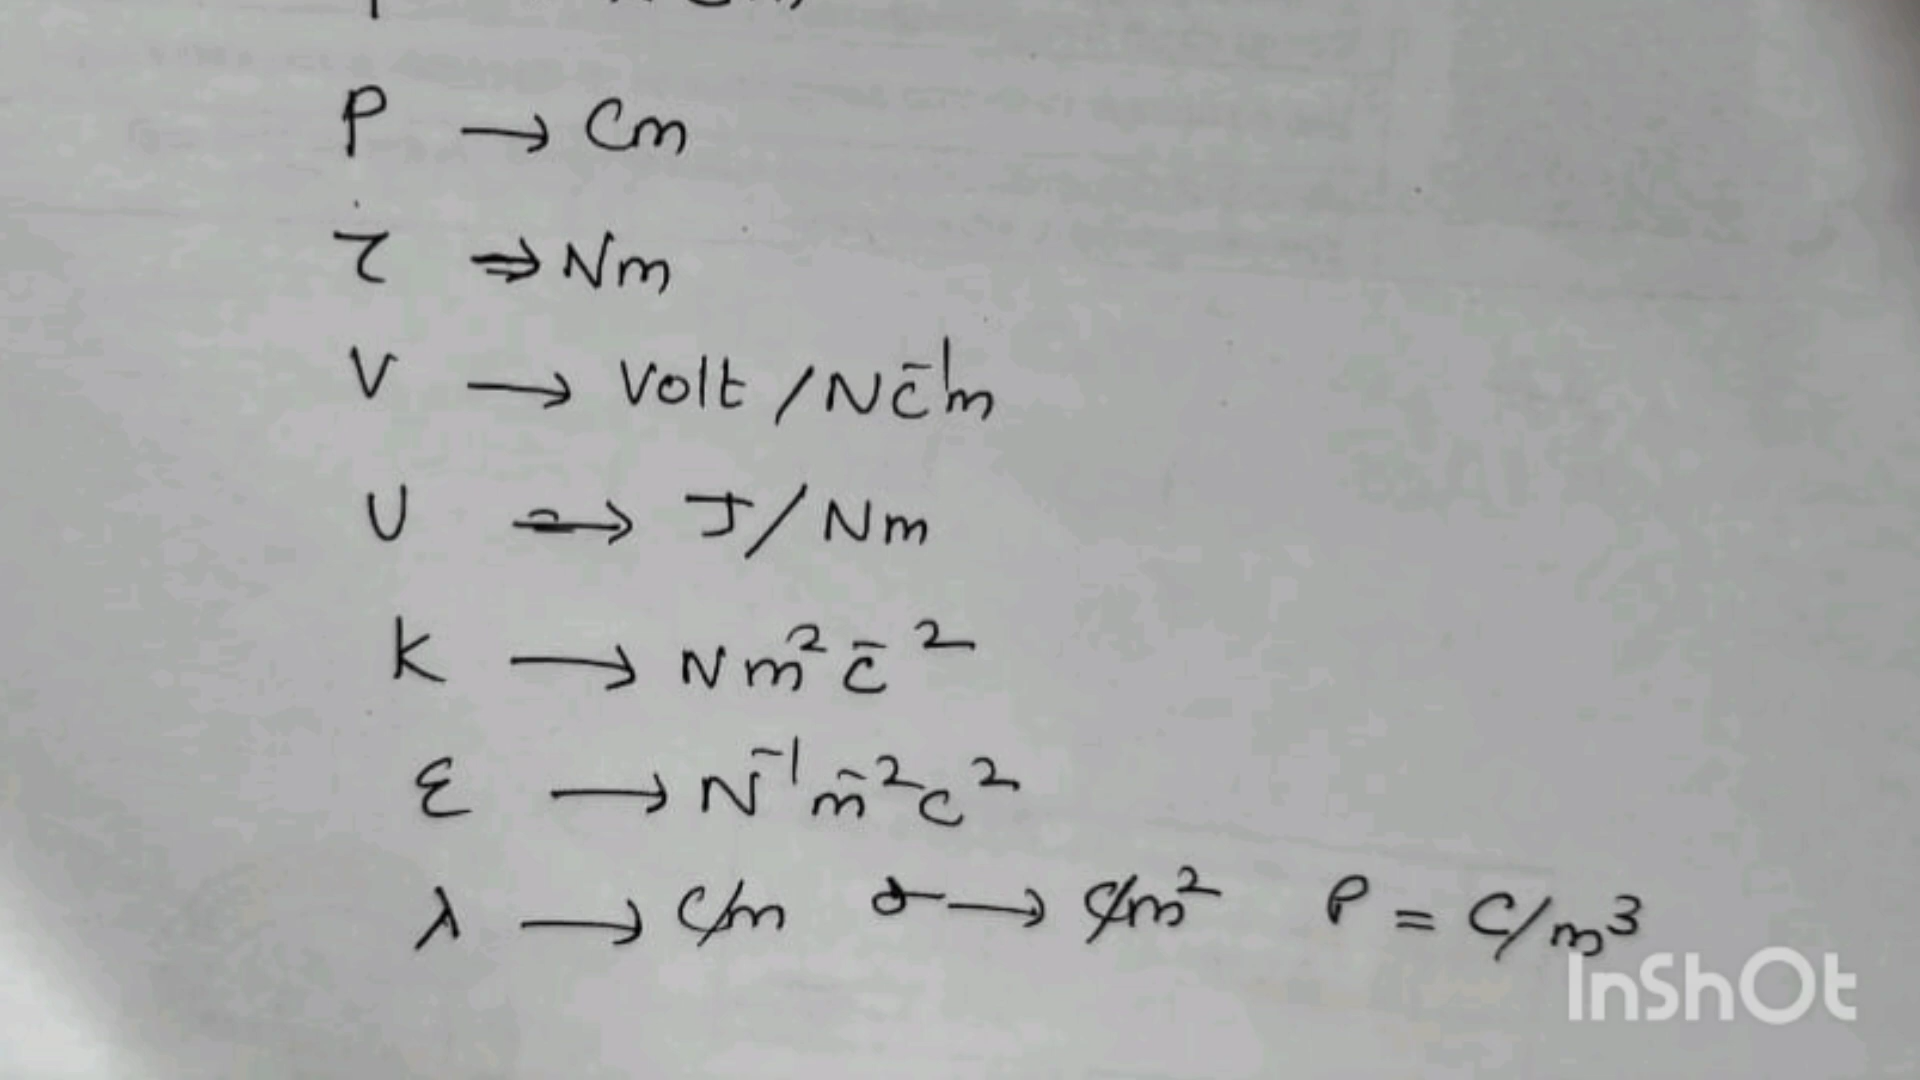 P → Cm
τ ⇒ Nm
V → Volt / NC⁻¹m
U → J / Nm
K → Nm²C⁻²
ε → N⁻¹m⁻²C²
λ → C/m σ → C/m² ρ = C/m³
InShOt